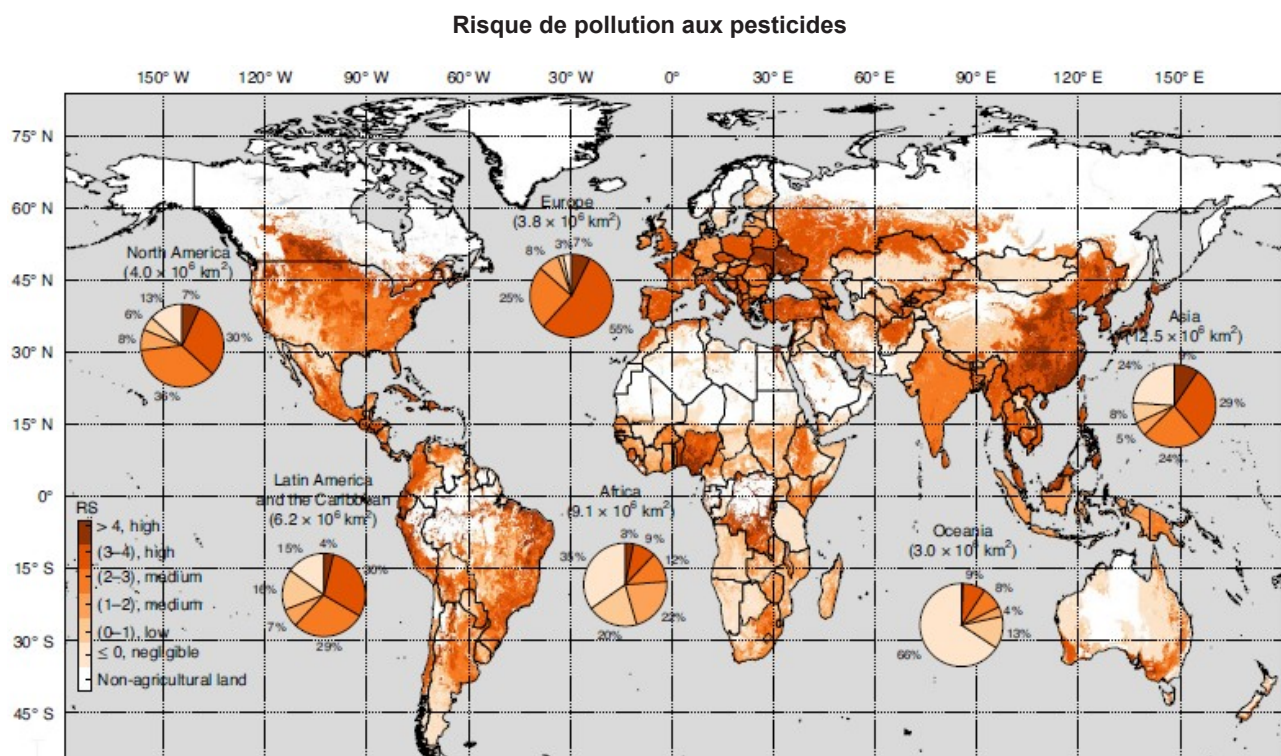 Risque de pollution aux pesticides
150° W 120° W 90° W 60° W 30° W 0° 30° E 60° E 90° E 120° E 150° E
75° N
60° N
45° N
30° N
15° N
0°
15° S
30° S
45° S
North America
(4.0 × 10⁶ km²)
13%
7%
6%
30%
8%
36%
Europe
(3.8 × 10⁶ km²)
8%
3%
7%
25%
55%
Asia
(12.5 × 10⁶ km²)
24%
9%
29%
8%
5%
24%
Latin America
and the Caribbean
(6.2 × 10⁶ km²)
15%
4%
30%
16%
7%
29%
Africa
(9.1 × 10⁶ km²)
35%
3%
9%
12%
22%
20%
Oceania
(3.0 × 10⁶ km²)
9%
8%
4%
13%
66%
RS
> 4, high
(3–4), high
(2–3), medium
(1–2), medium
(0–1), low
≤ 0, negligible
Non-agricultural land